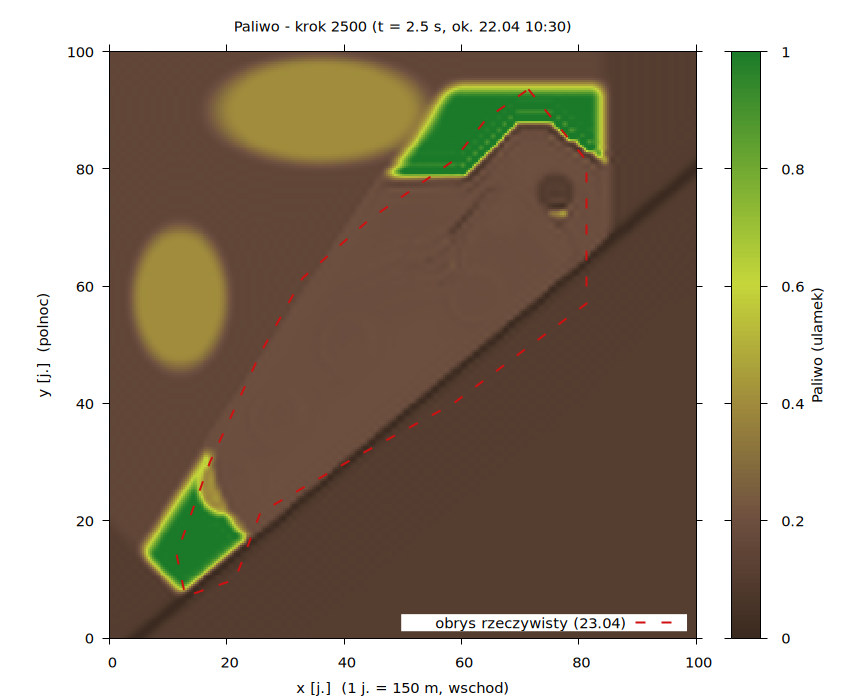 Paliwo - krok 2500 (t = 2.5 s, ok. 22.04 10:30)
100
80
60
40
20
0
y [j.] (polnoc)
0 20 40 60 80 100
x [j.] (1 j. = 150 m, wschod)
obrys rzeczywisty (23.04)
1
0.8
0.6
0.4
0.2
0
Paliwo (ulamek)